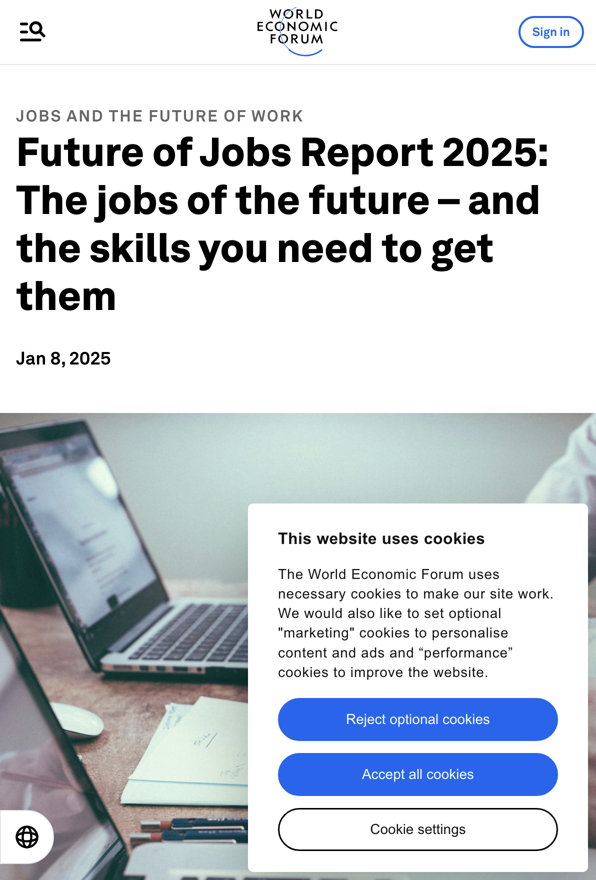 WORLD
ECONOMIC
FORUM
Sign in
JOBS AND THE FUTURE OF WORK
Future of Jobs Report 2025:
The jobs of the future – and
the skills you need to get
them
Jan 8, 2025
This website uses cookies
The World Economic Forum uses
necessary cookies to make our site work.
We would also like to set optional
"marketing" cookies to personalise
content and ads and “performance”
cookies to improve the website.
Reject optional cookies
Accept all cookies
Cookie settings